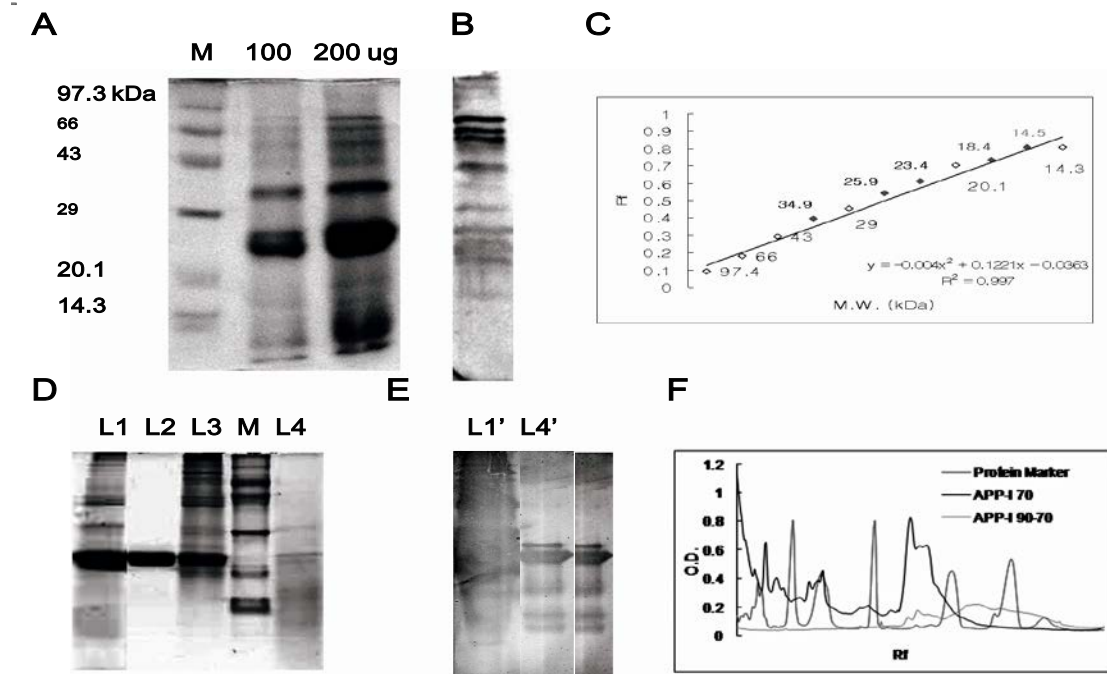 A
M 100 200 ug
97.3 kDa
66
43
29
20.1
14.3
B
C
Rf
1
0.9
0.8
0.7
0.6
0.5
0.4
0.3
0.2
0.1
0
97.4
66
43
34.9
29
25.9
23.4
20.1
18.4
14.5
14.3
y = -0.004x² + 0.1221x - 0.0363
R² = 0.997
M.W. (kDa)
D
L1 L2 L3 M L4
E
L1' L4'
F
O.D.
1.2
1
0.8
0.6
0.4
0.2
0
Protein Marker
APP-I 70
APP-I 90-70
Rf